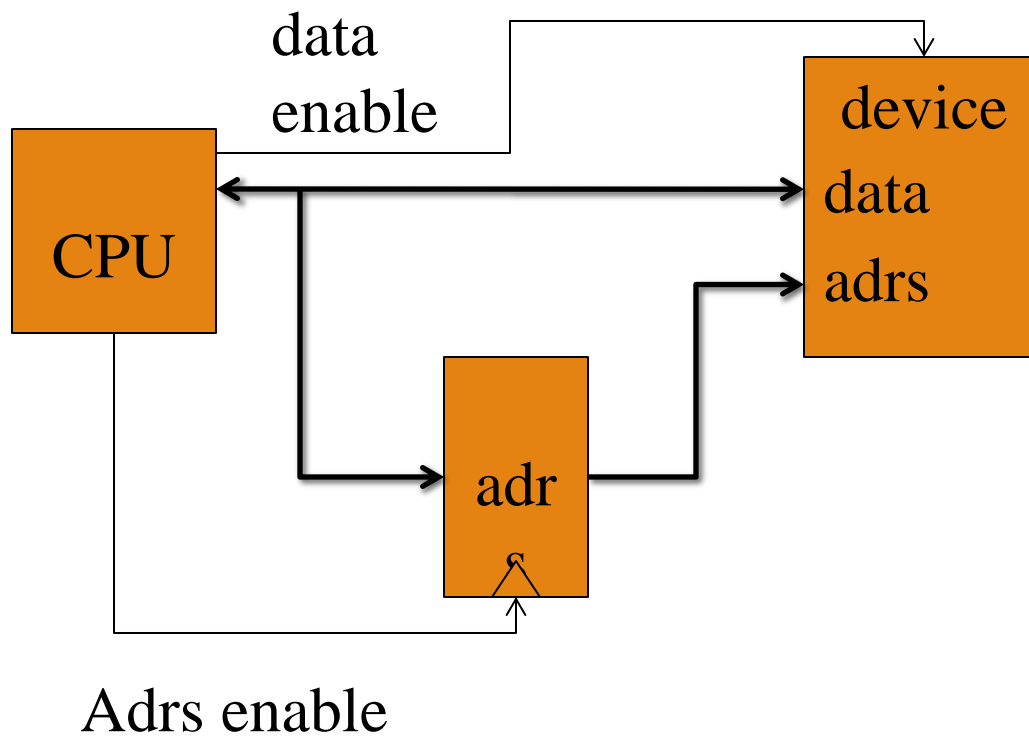 data
enable
device
data
adrs
CPU
adr
s
Adrs enable